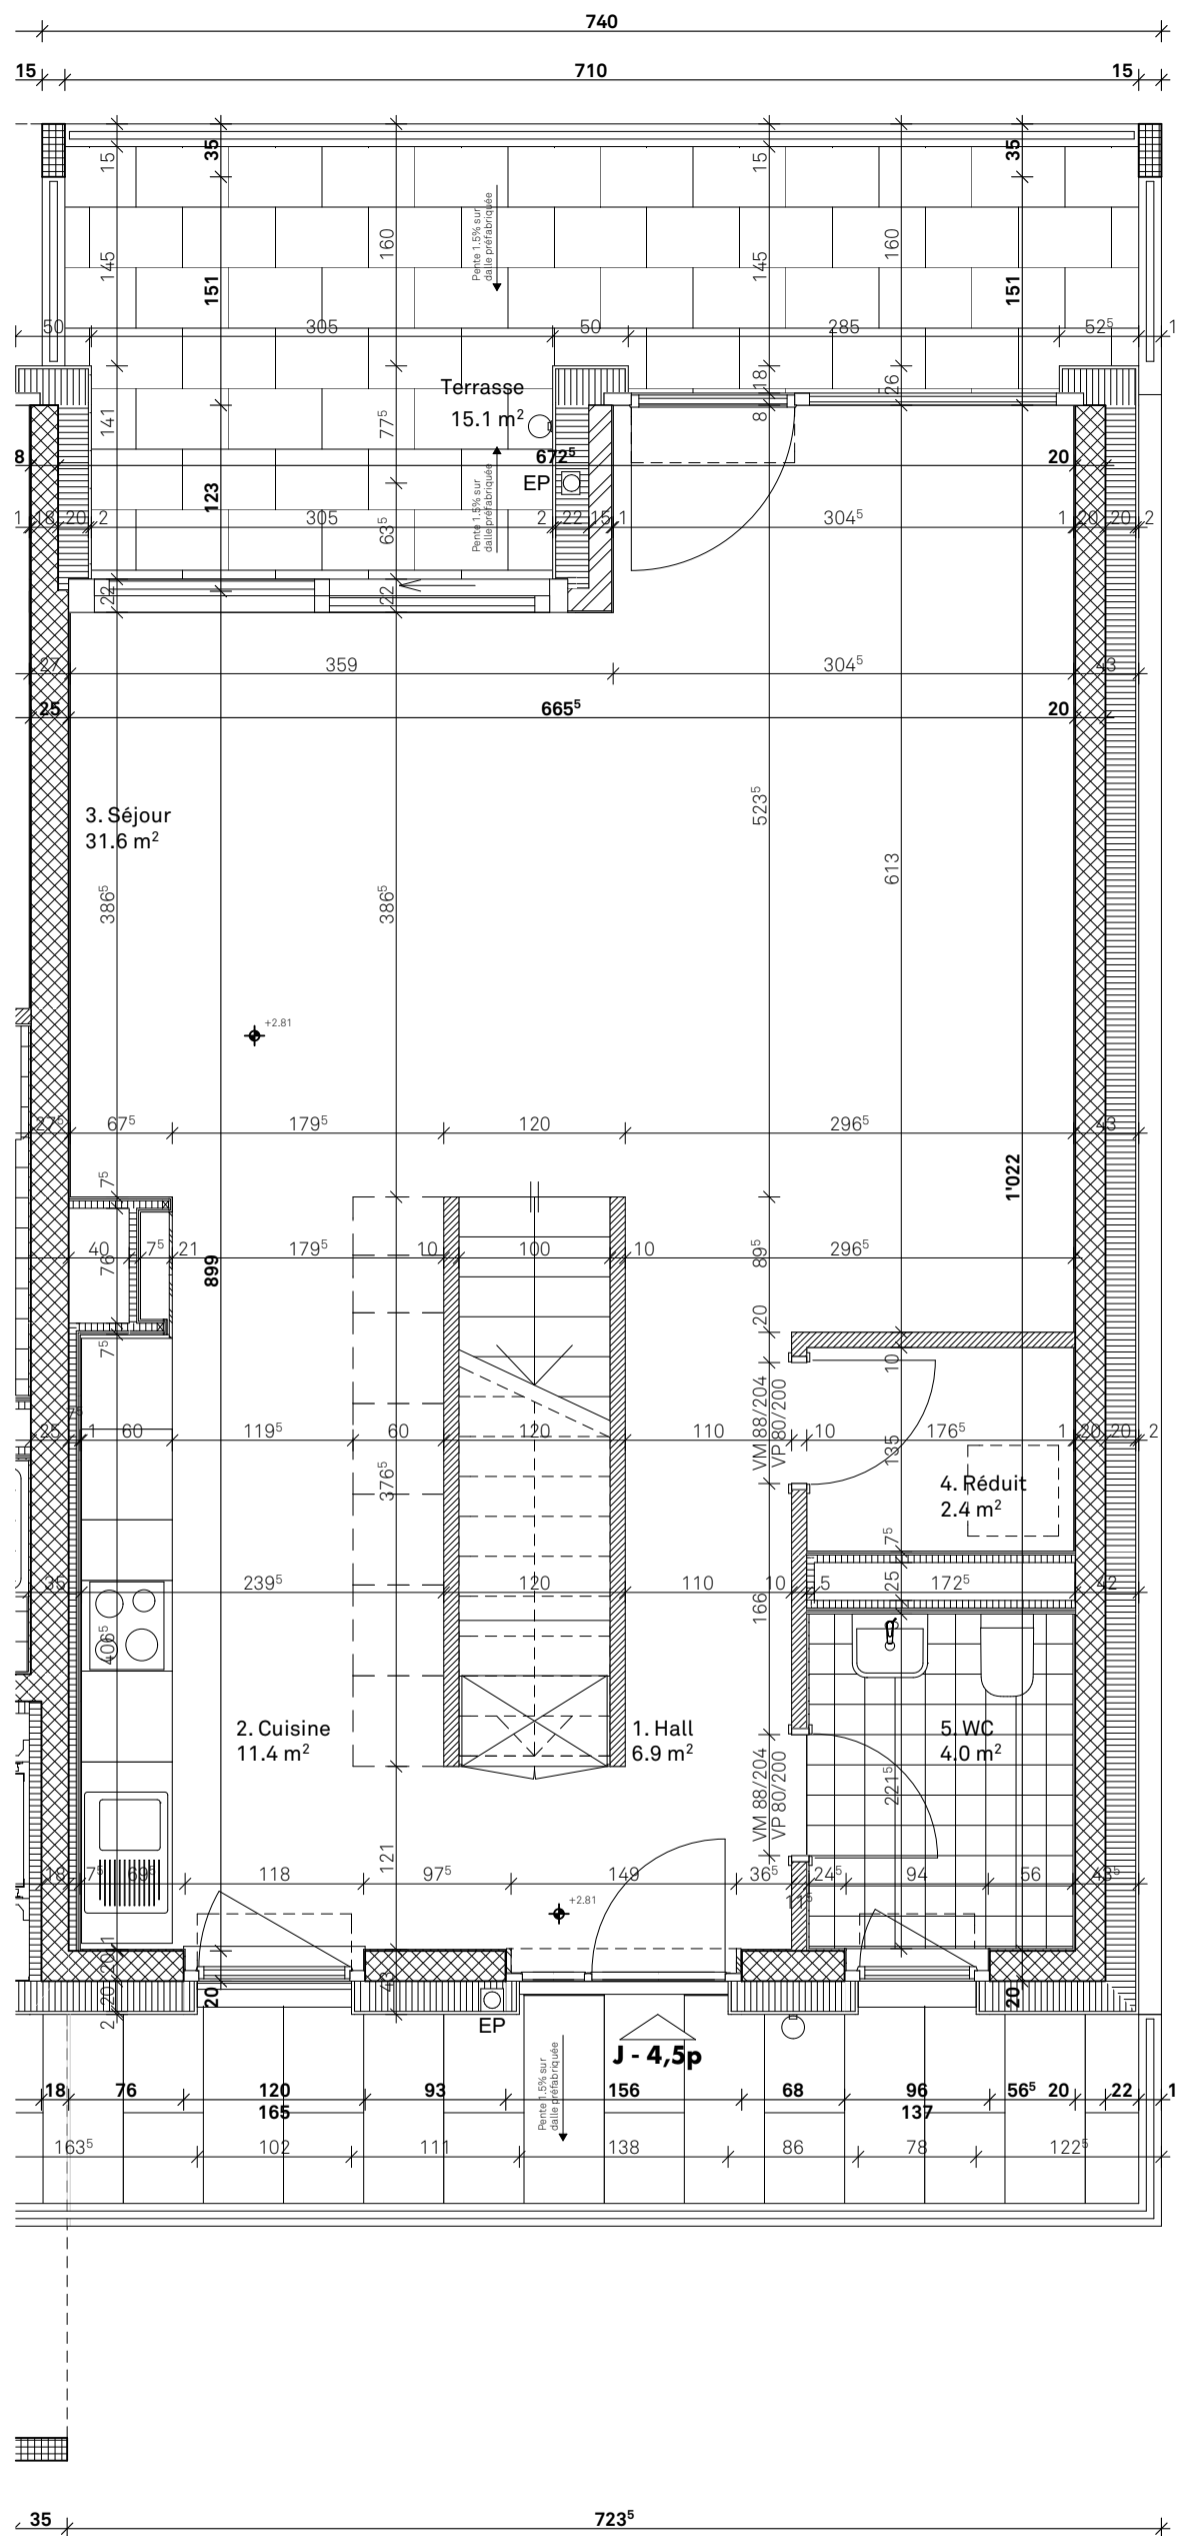 740
15 710 15
15 35 15 35
145 151 160 Pente 1.5% sur
dalle préfabriquée 145 160 151
50 305 50 285 52⁵ 1
18 26
Terrasse
15.1 m²
141 77⁵ 8
8 123 672⁵ 20
EP
Pente 1.5% sur
dalle préfabriquée
1 18 20 2 305 63⁵ 2 22 15 1 304⁵ 1 20 20 2
22 22
27 359 304⁵ 43
25 665⁵ 20
3. Séjour
31.6 m²
386⁵ 386⁵ 523⁵ 613
+2.81
27⁵ 67⁵ 179⁵ 120 296⁵ 43
1'022
7⁵
40 7⁵ 21 179⁵ 10 100 10 296⁵
76 899 89⁵
20
7⁵ 10
VM 88/204
VP 80/200
25 7⁵ 1 60 119⁵ 60 120 110 10 176⁵ 1 20 20 2
376⁵ 135
4. Réduit
2.4 m²
7⁵
35 239⁵ 120 110 10 5 172⁵ 42
166 25
406⁵
2. Cuisine
11.4 m²
1. Hall
6.9 m²
5. WC
4.0 m²
VM 88/204
VP 80/200
221⁵
121
18 7⁵ 69⁵ 118 97⁵ 149 36⁵ 24⁵ 94 56 43⁵
11⁵
+2.81
1
20
20 20 43 20
2
EP
J - 4,5p
Pente 1.5% sur
dalle préfabriquée
18 76 120 93 156 68 96 56⁵ 20 22 1
165 137
163⁵ 102 111 138 86 78 122⁵
35 723⁵